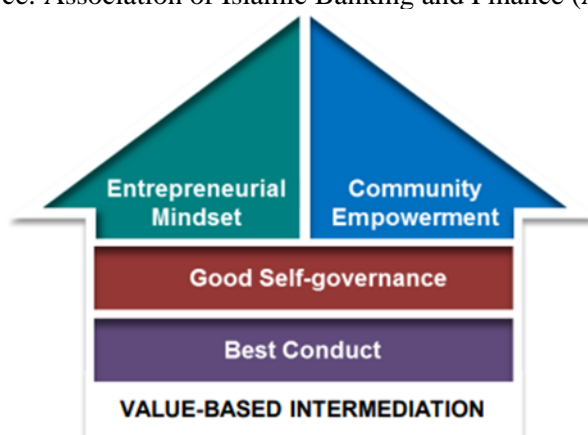 Association of Islamic Banking and Finance
Entrepreneurial
Mindset
Community
Empowerment
Good Self-governance
Best Conduct
VALUE-BASED INTERMEDIATION